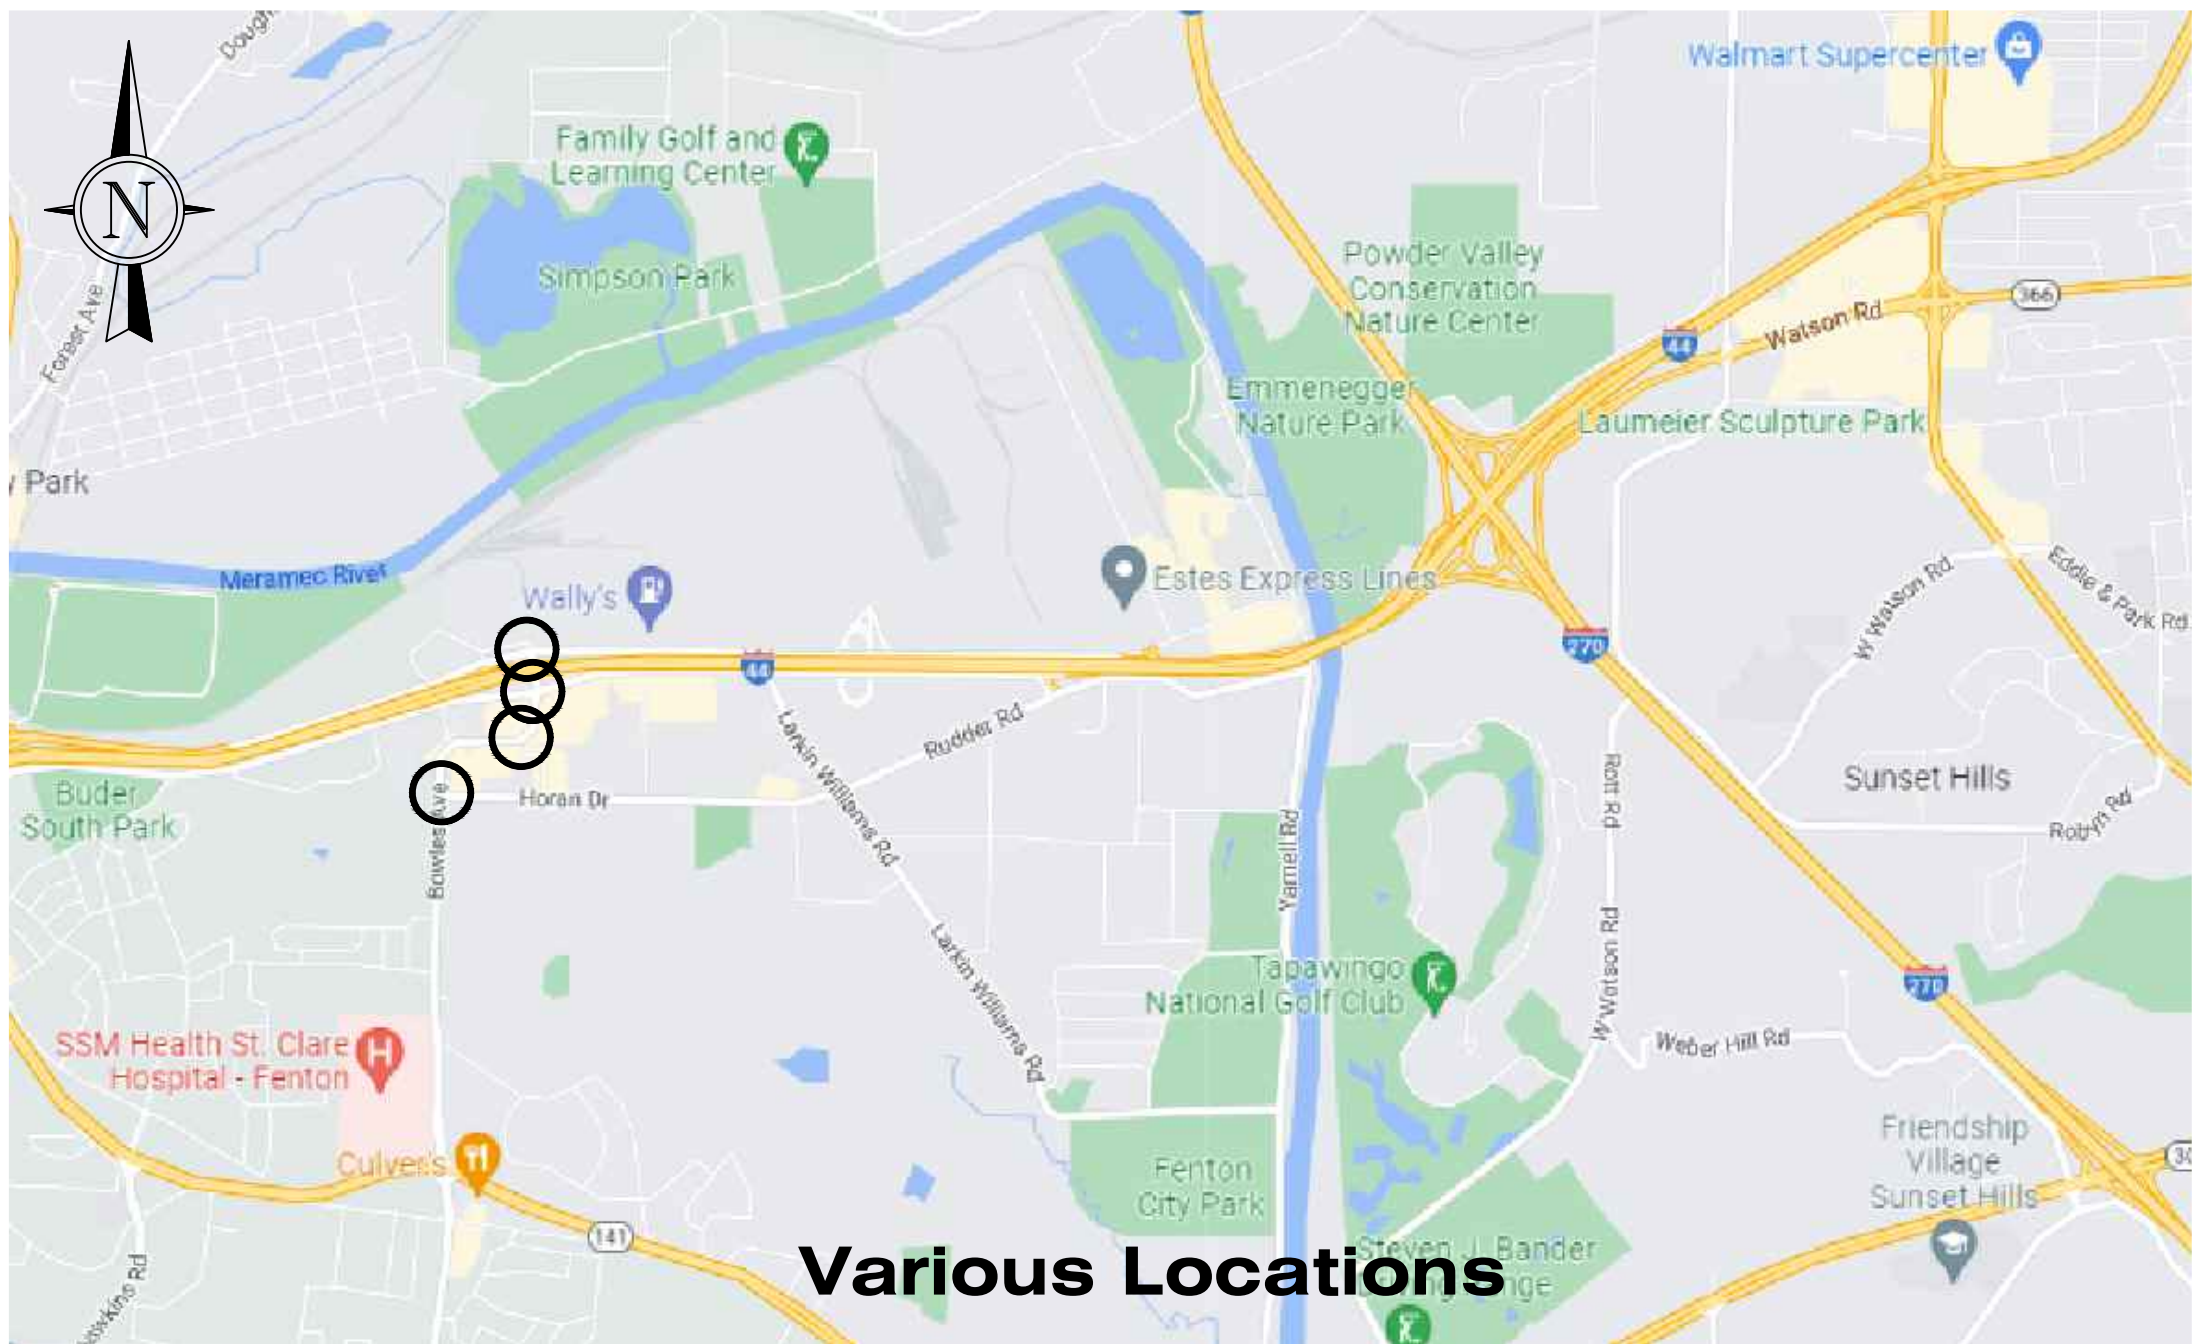 Walmart Supercenter
N
Family Golf and
Learning Center
Simpson Park
Powder Valley
Conservation
Nature Center
366
Watson Rd
44
Forest Ave
Emmenegger
Nature Park
Laumeier Sculpture Park
Park
Meramec River
Wally's
Estes Express Lines
W Watson Rd
Eddie & Park Rd
270
44
Rudder Rd
Larkin Williams Rd
Horan Dr
Bowles Ave
Buder
South Park
Rott Rd
Sunset Hills
Robyn Rd
Yarnell Rd
Larkin Williams Rd
Tapawingo
National Golf Club
W Watson Rd
270
Weber Hill Rd
SSM Health St. Clare
Hospital - Fenton
H
Culver's
Fenton
City Park
Friendship
Village
Sunset Hills
30
141
Steven J. Bander
Various Locations